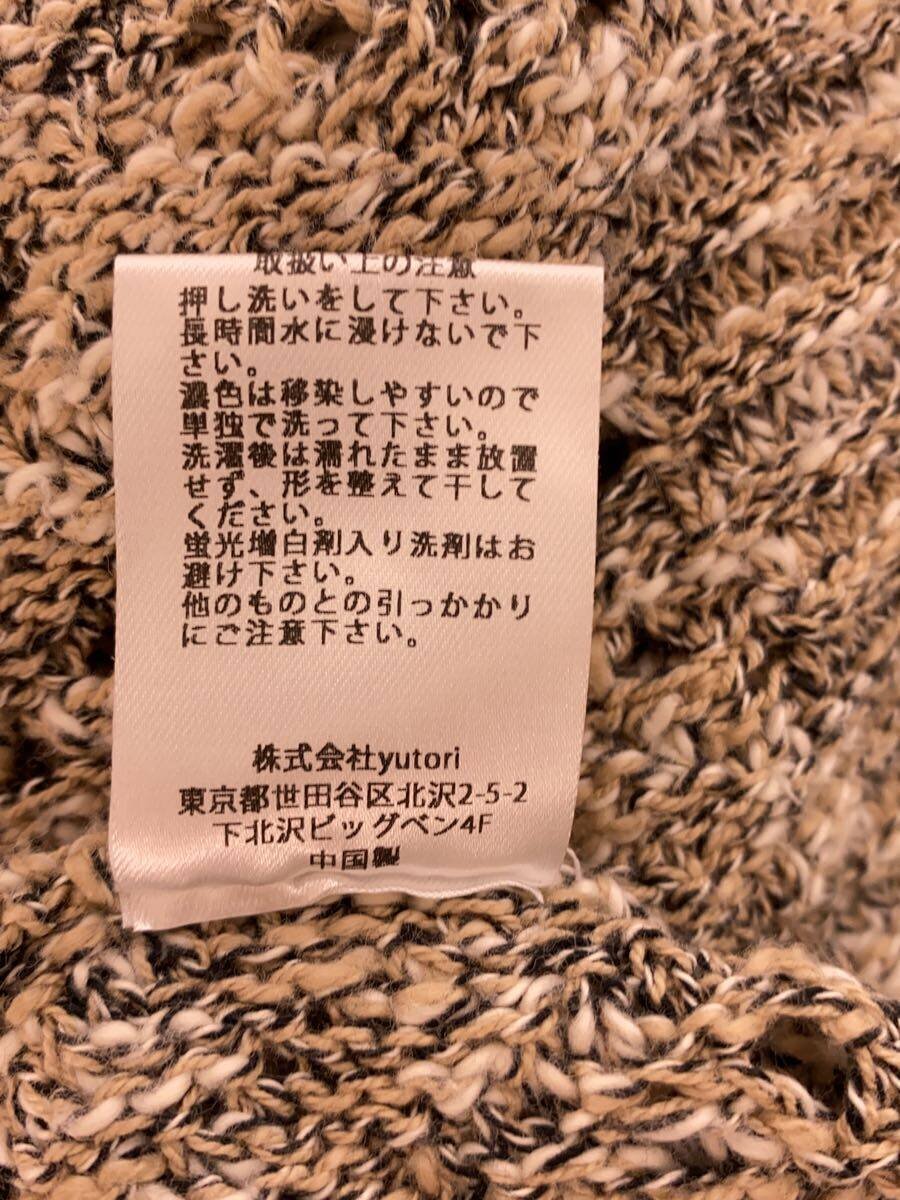 取扱い上の注意
押し洗いをして下さい。
長時間水に浸けないで下
さい。
濃色は移染しやすいので
単独で洗って下さい。
洗濯後は濡れたまま放置
せず、形を整えて干して
ください。
蛍光増白剤入り洗剤はお
避け下さい。
他のものとの引っかかり
にご注意下さい。
株式会社yutori
東京都世田谷区北沢2-5-2
下北沢ビッグベン4F
中国製